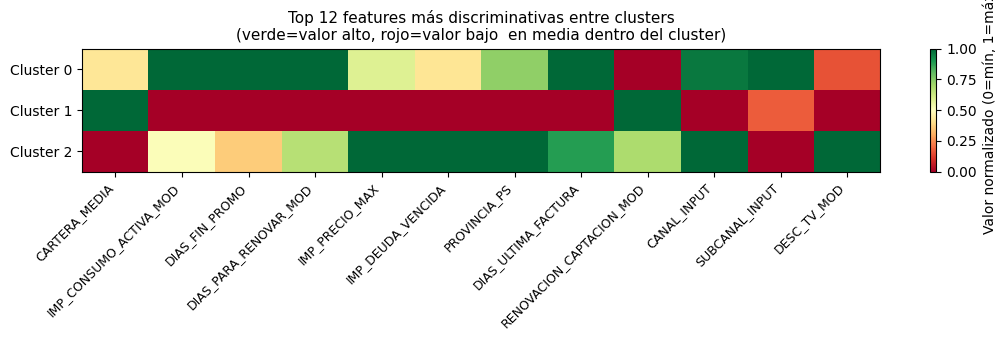 Top 12 features más discriminativas entre clusters
(verde=valor alto, rojo=valor bajo  en media dentro del cluster)
Cluster 0
Cluster 1
Cluster 2
CARTERA_MEDIA
IMP_CONSUMO_ACTIVA_MOD
DIAS_FIN_PROMO
DIAS_PARA_RENOVAR_MOD
IMP_PRECIO_MAX
IMP_DEUDA_VENCIDA
PROVINCIA_PS
DIAS_ULTIMA_FACTURA
RENOVACION_CAPTACION_MOD
CANAL_INPUT
SUBCANAL_INPUT
DESC_TV_MOD
1.00
0.75
0.50
0.25
0.00
Valor normalizado (0=mín, 1=máx